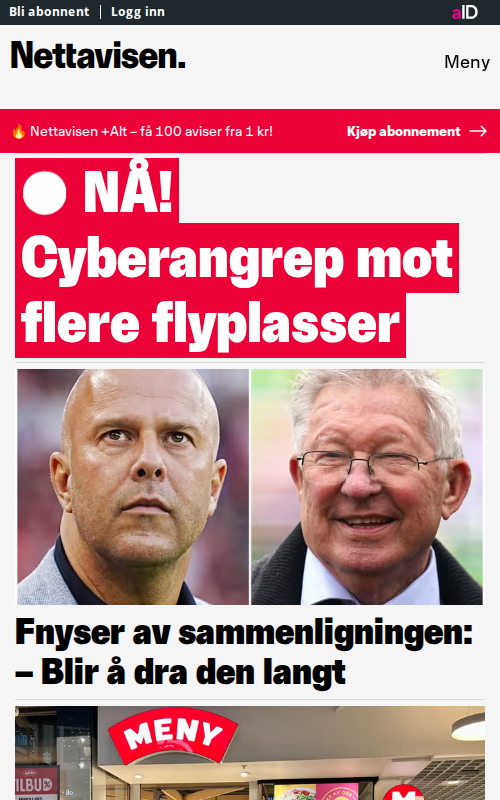 Bli abonnent | Logg inn
aID
Nettavisen.
Meny
🔥 Nettavisen +Alt – få 100 aviser fra 1 kr!
Kjøp abonnement →
NÅ!
Cyberangrep mot
flere flyplasser
Fnyser av sammenligningen:
– Blir å dra den langt
MENY